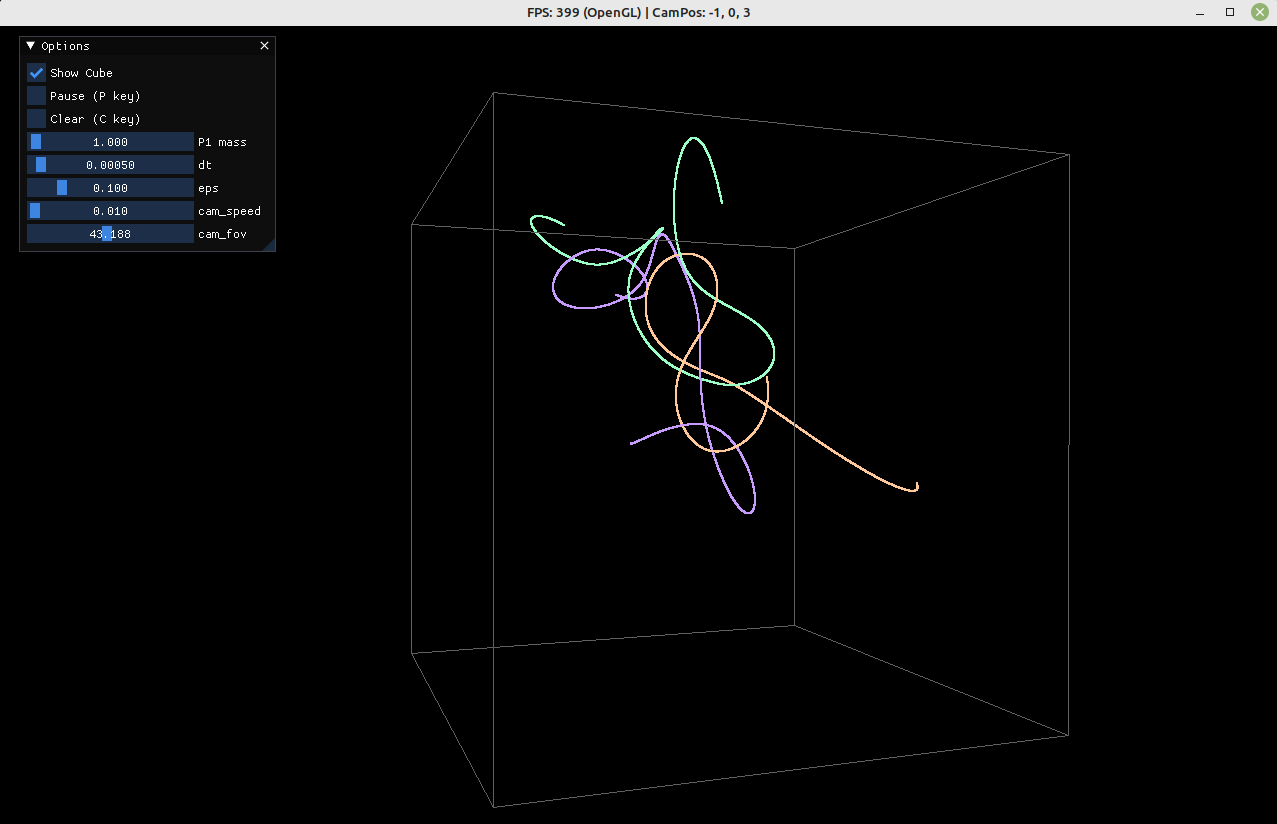 FPS: 399 (OpenGL) | CamPos: -1, 0, 3
Options
Show Cube
Pause (P key)
Clear (C key)
1.000 P1 mass
0.00050 dt
0.100 eps
0.010 cam_speed
43.188 cam_fov